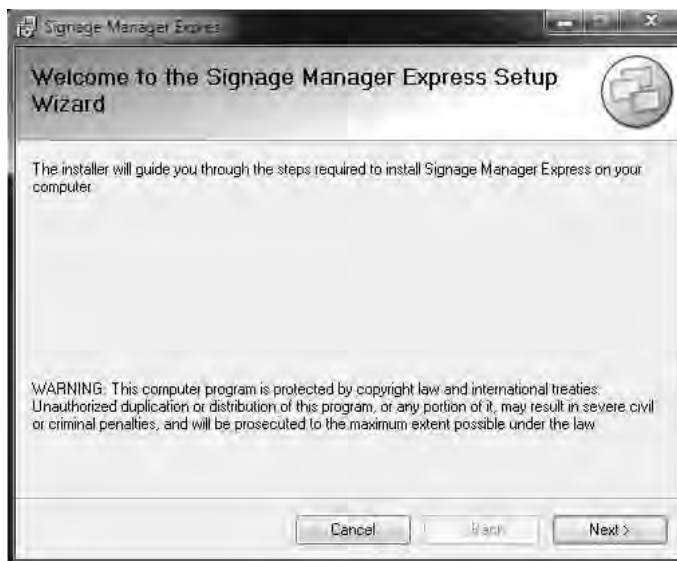 Signage Manager Expres
Welcome to the Signage Manager Express Setup
Wizard
The installer will guide you through the steps required to install Signage Manager Express on your
computer
WARNING: This computer program is protected by copyright law and international treaties.
Unauthorized duplication or distribution of this program, or any portion of it, may result in severe civil
or criminal penalties, and will be prosecuted to the maximum extent possible under the law
Cancel
Back
Next >